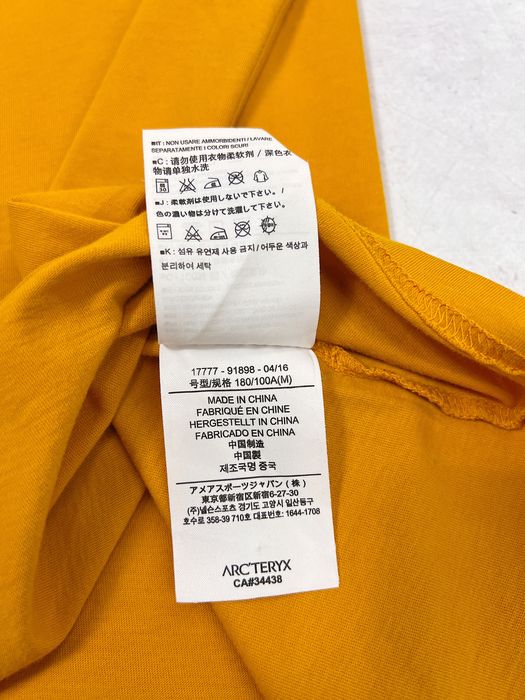 ■IT : NON USARE AMMORBIDENTI / LAVARE
SEPARATAMENTE I COLORI SCURI
■C : 请勿使用衣物柔软剂 / 深色衣
物请单独水洗
■J : 柔軟剤は使用しないで下さい。/
色の濃い物は分けて洗濯して下さい。
■K : 섬유 유연제 사용 금지 / 어두운 색상과
분리하여 세탁
17777 - 91898 - 04/16
号型/规格 180/100A(M)
MADE IN CHINA
FABRIQUÉ EN CHINE
HERGESTELLT IN CHINA
FABRICADO EN CHINA
中国制造
中国製
제조국명 중국
アメアスポーツジャパン（株）
東京都新宿区新宿6-27-30
(주)넬슨스포츠 경기도 고양시 일산동구
호수로 358-39 710호 대표번호: 1644-1708
ARC'TERYX
CA#34438